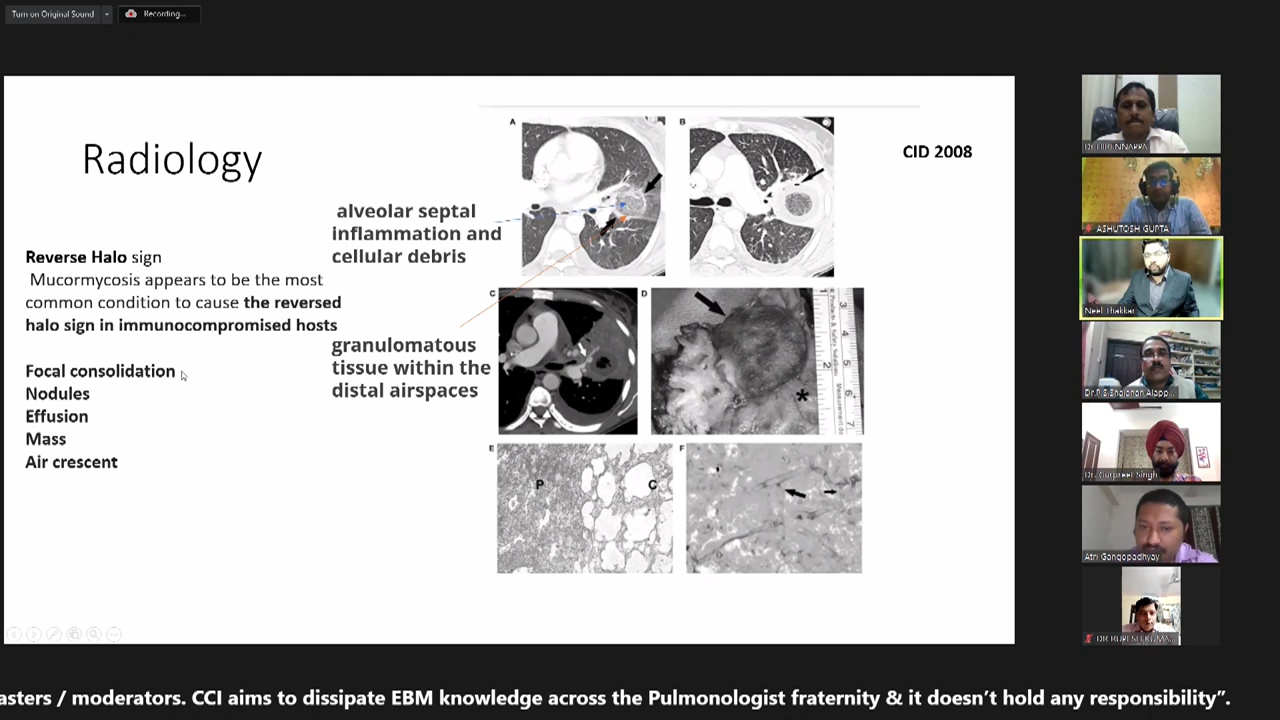 Turn on Original Sound
Recording...
Radiology
CID 2008
Reverse Halo sign
Mucormycosis appears to be the most
common condition to cause the reversed
halo sign in immunocompromised hosts
Focal consolidation
Nodules
Effusion
Mass
Air crescent
alveolar septal
inflammation and
cellular debris
granulomatous
tissue within the
distal airspaces
A
B
C
D
*
E
P
C
F
ASHUTOSH GUPTA
Neel Thakkar
Dr. Gurpreet Singh
Atri Gangopadhyay
asters / moderators. CCI aims to dissipate EBM knowledge across the Pulmonologist fraternity & it doesn’t hold any responsibility”.